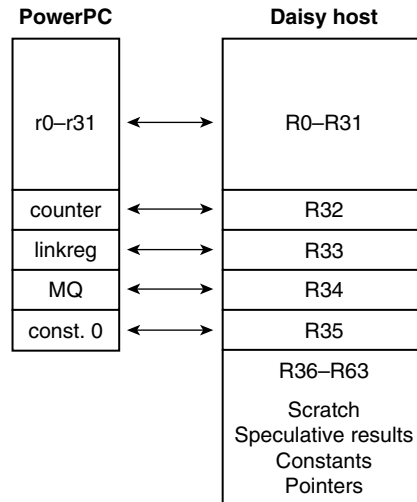 PowerPC Daisy host
r0–r31 R0–R31
counter R32
linkreg R33
MQ R34
const. 0 R35
R36–R63
Scratch
Speculative results
Constants
Pointers